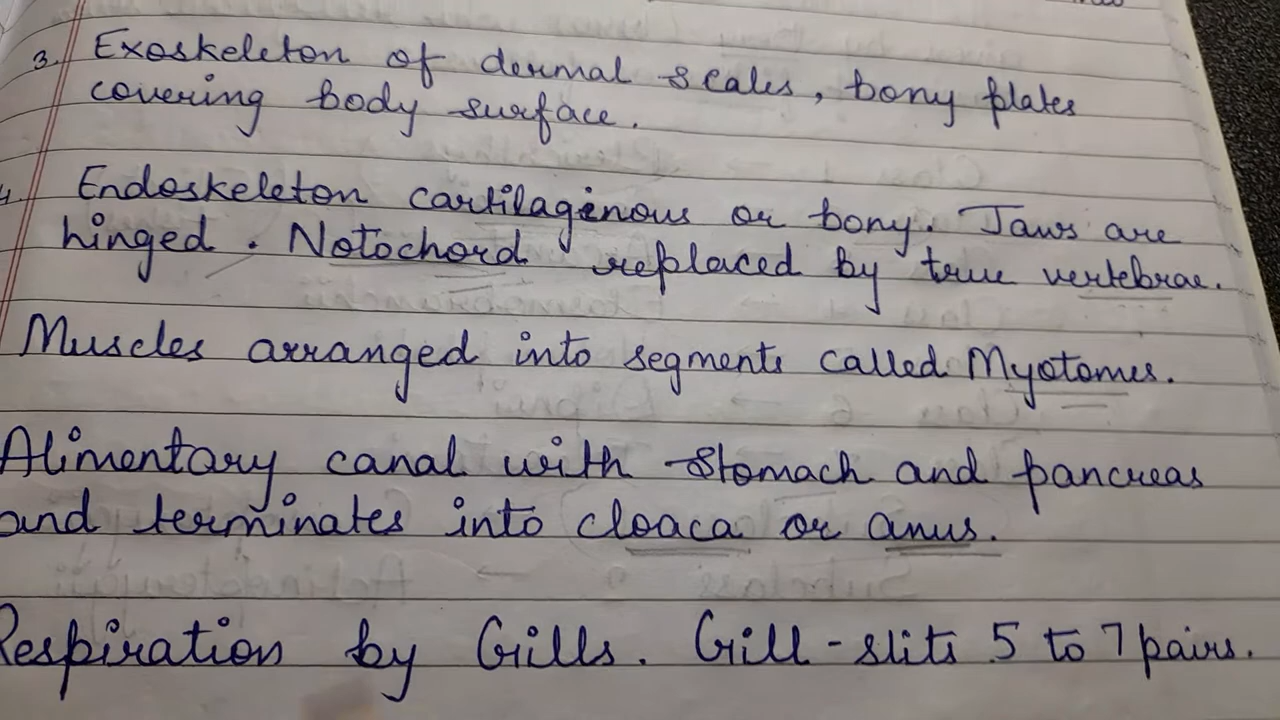 3. Exoskeleton of dermal scales, bony plates
covering body surface.
4. Endoskeleton cartilagenous or bony. Jaws are
hinged. Notochord replaced by true vertebrae.
Muscles arranged into segments called Myotomes.
Alimentary canal with stomach and pancreas
and terminates into cloaca or anus.
Respiration by Gills. Gill-slits 5 to 7 pairs.